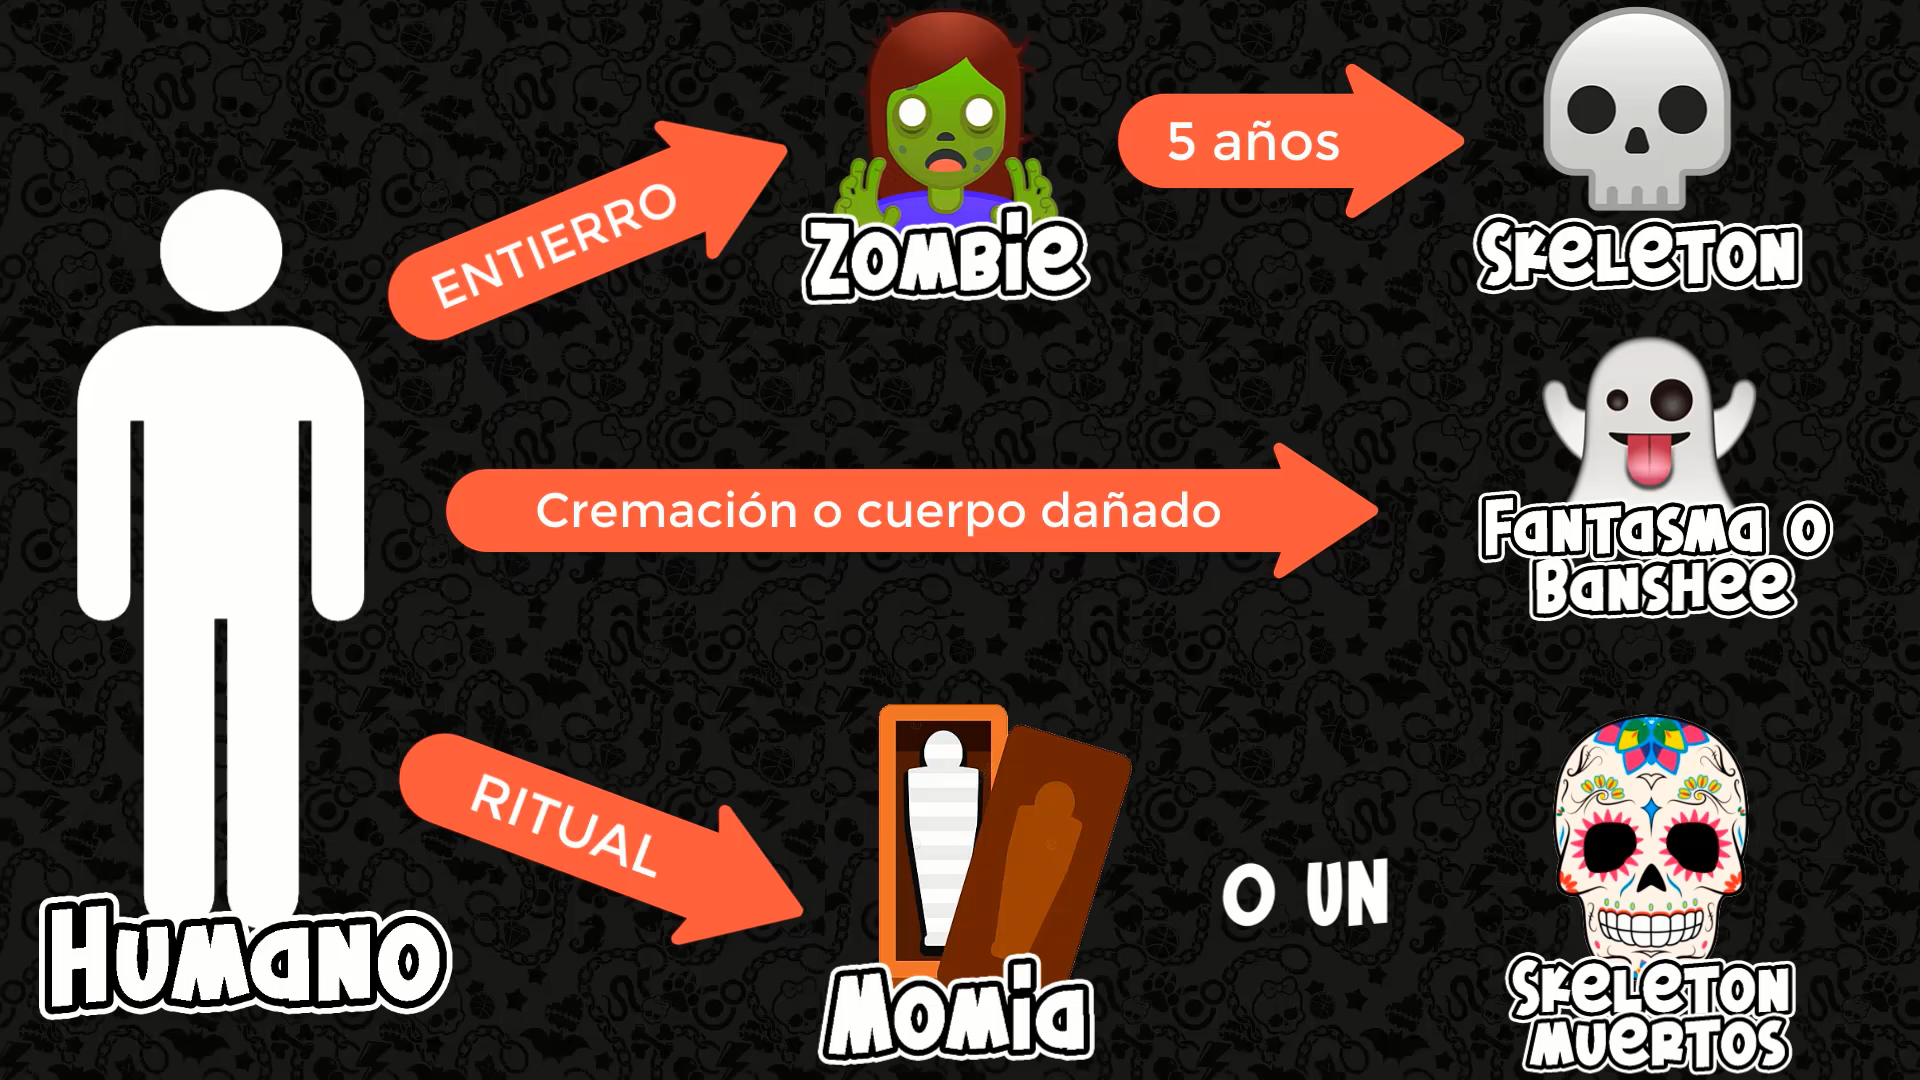 ENTIERRO
Zombie
5 años
Skeleton
Cremación o cuerpo dañado
Fantasma o
Banshee
RITUAL
Humano
Momia
O UN
Skeleton
Muertos